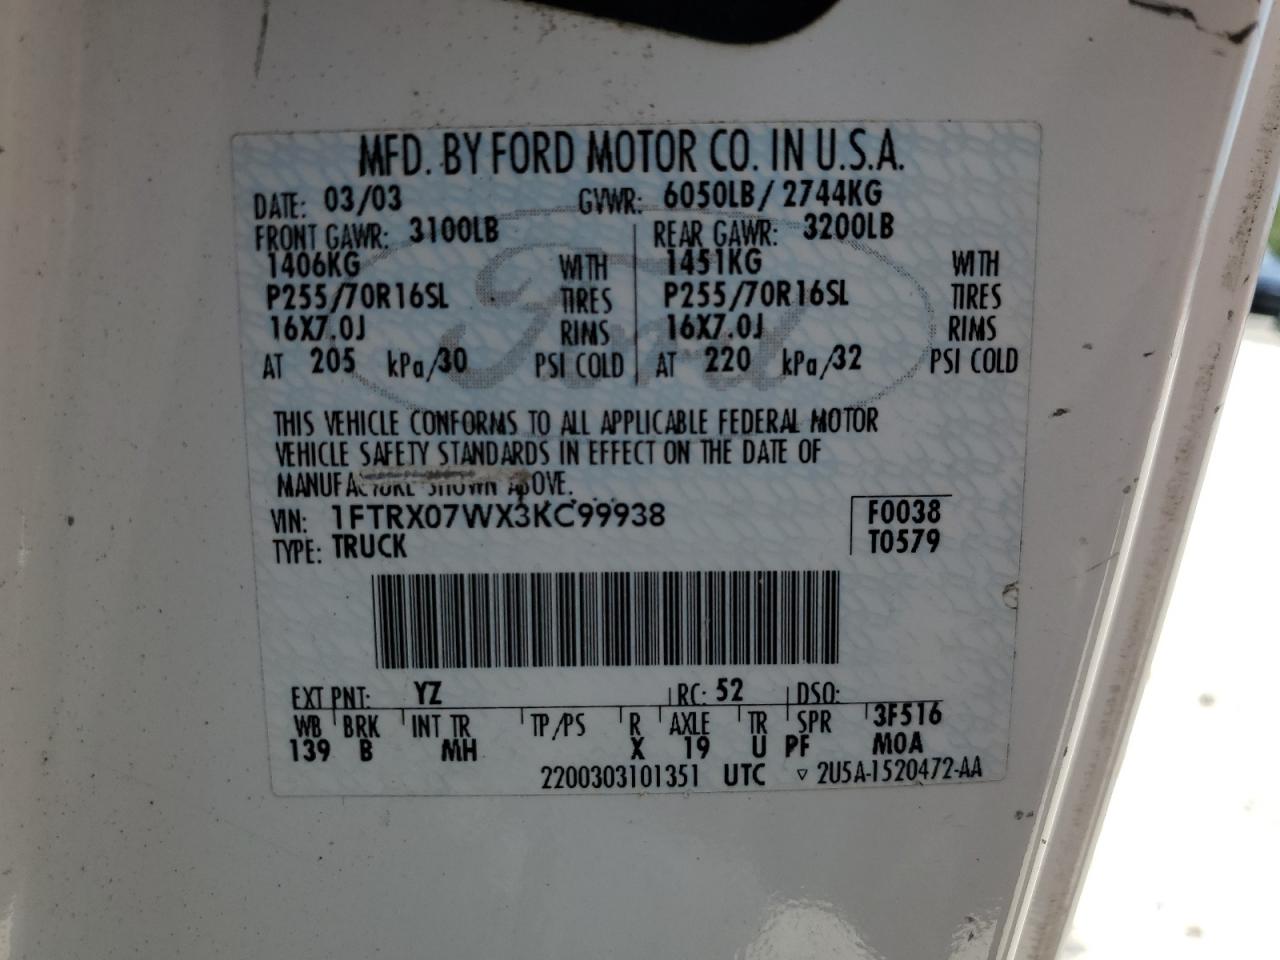 MFD. BY FORD MOTOR CO. IN U.S.A.
DATE: 03/03 GVWR: 6050LB/ 2744KG
FRONT GAWR: 3100LB REAR GAWR: 3200LB
1406KG WITH 1451KG WITH
P255/70R16SL TIRES P255/70R16SL TIRES
16X7.0J RIMS 16X7.0J RIMS
AT 205 kPa/30 PSI COLD AT 220 kPa/32 PSI COLD
Ford
THIS VEHICLE CONFORMS TO ALL APPLICABLE FEDERAL MOTOR
VEHICLE SAFETY STANDARDS IN EFFECT ON THE DATE OF
MANUFACTURE SHOWN ABOVE.
VIN: 1FTRX07WX3KC99938 F0038
TYPE: TRUCK T0579
EXT PNT: YZ RC: 52 DSO:
WB BRK INT TR TP/PS R AXLE TR SPR 3F516
139 B MH X 19 U PF MOA
2200303101351 UTC ▽ 2U5A-1520472-AA